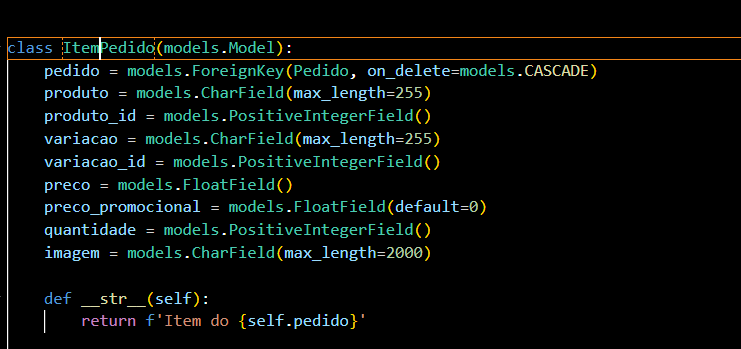 class ItemPedido(models.Model):
    pedido = models.ForeignKey(Pedido, on_delete=models.CASCADE)
    produto = models.CharField(max_length=255)
    produto_id = models.PositiveIntegerField()
    variacao = models.CharField(max_length=255)
    variacao_id = models.PositiveIntegerField()
    preco = models.FloatField()
    preco_promocional = models.FloatField(default=0)
    quantidade = models.PositiveIntegerField()
    imagem = models.CharField(max_length=2000)

    def __str__(self):
        return f'Item do {self.pedido}'